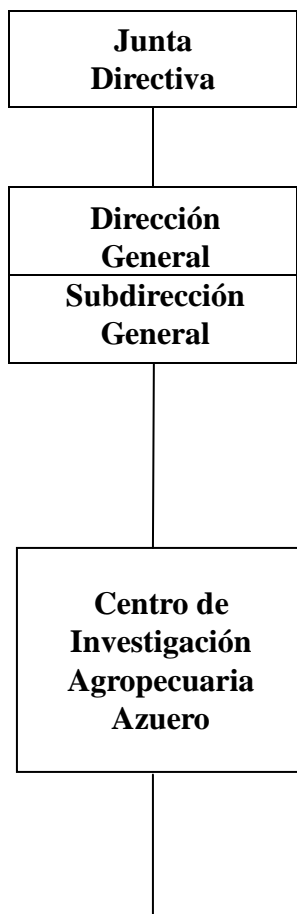 Junta
Directiva
Dirección
General
Subdirección
General
Centro de
Investigación
Agropecuaria
Azuero